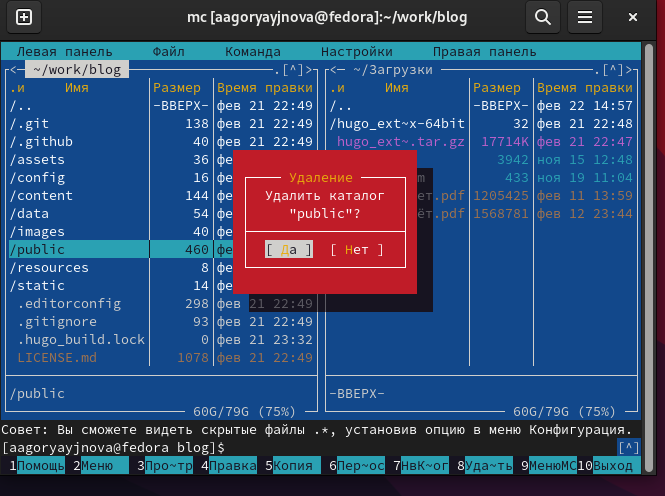 mc [aagoryayjnova@fedora]:~/work/blog
Левая панель Файл Команда Настройки Правая панель
<— ~/work/blog .[^]>
.и Имя Размер Время правки
/.. -ВВЕРХ- фев 21 22:49
/.git 138 фев 21 22:49
/.github 40 фев 21 22:49
/assets 36 фе
/config 16 фе
/content 144 фе
/data 54 фе
/images 40 фе
/public 460 фе
/resources 8 фе
/static 14 фе
.editorconfig 298 фев 21 22:49
.gitignore 93 фев 21 22:49
.hugo_build.lock 0 фев 21 23:32
LICENSE.md 1078 фев 21 22:49
/public
60G/79G (75%)
<— ~/Загрузки .[^]>
.и Имя Размер Время правки
/.. -ВВЕРХ- фев 22 14:57
/hugo_ext~x-64bit 32 фев 21 22:48
hugo_ext~.tar.gz 17714K фев 21 22:47
3942 ноя 15 12:48
m 433 ноя 19 11:04
ет.pdf 1205425 фев 11 13:59
ёт.pdf 1568781 фев 12 23:44
-ВВЕРХ-
60G/79G (75%)
Удаление
Удалить каталог
"public"?
[ Да ] [ Нет ]
Совет: Вы сможете видеть скрытые файлы .*, установив опцию в меню Конфигурация.
[aagoryayjnova@fedora blog]$ [^]
1Помощь 2Меню 3Про~тр 4Правка 5Копия 6Пер~ос 7НвК~ог 8Уда~ть 9МенюMC 10Выход